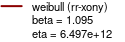 weibull (rr-xony)
beta = 1.095
eta = 6.497e+12